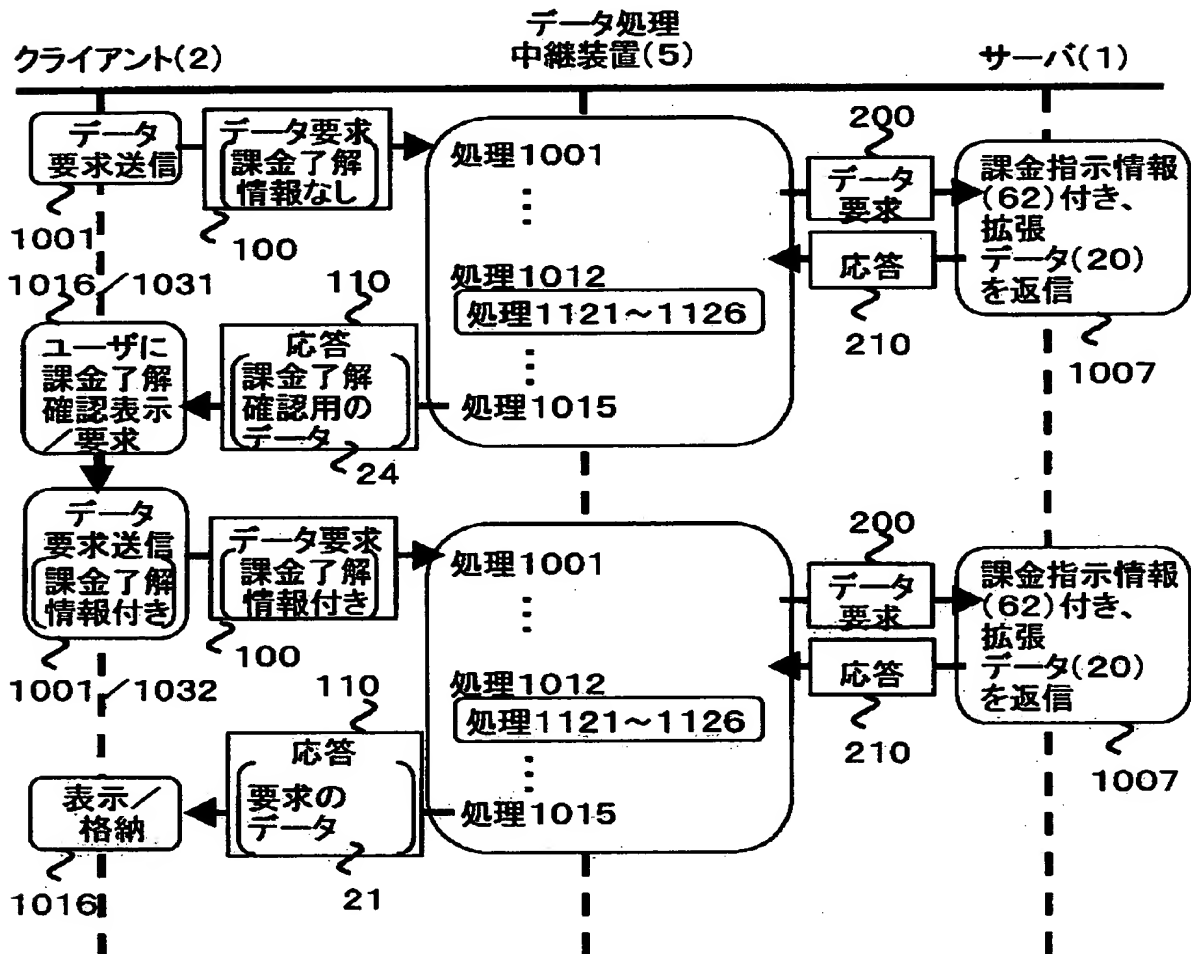 クライアント(2)
データ処理
中継装置(5)
サーバ(1)
データ
要求送信
1001
データ要求
課金了解
情報なし
100
処理1001
⋮
処理1012
処理1121～1126
⋮
処理1015
200
データ
要求
応答
210
課金指示情報
(62)付き、
拡張
データ(20)
を返信
1007
1016
1031
ユーザに
課金了解
確認表示
／要求
110
応答
課金了解
確認用の
データ
24
データ
要求送信
課金了解
情報付き
1001
1032
データ要求
課金了解
情報付き
100
処理1001
⋮
処理1012
処理1121～1126
⋮
処理1015
200
データ
要求
応答
210
課金指示情報
(62)付き、
拡張
データ(20)
を返信
1007
110
応答
要求の
データ
21
表示／
格納
1016